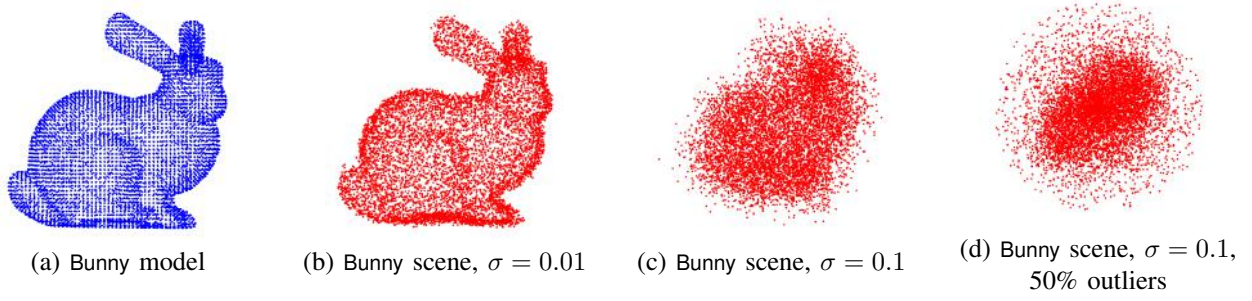 (a) Bunny model
(b) Bunny scene, σ = 0.01
(c) Bunny scene, σ = 0.1
(d) Bunny scene, σ = 0.1,
50% outliers